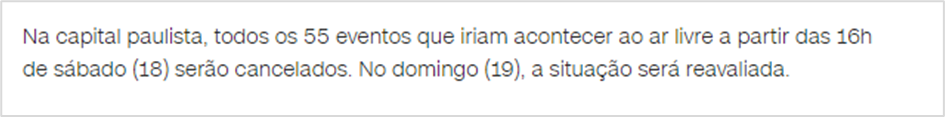 Na capital paulista, todos os 55 eventos que iriam acontecer ao ar livre a partir das 16h
de sábado (18) serão cancelados. No domingo (19), a situação será reavaliada.